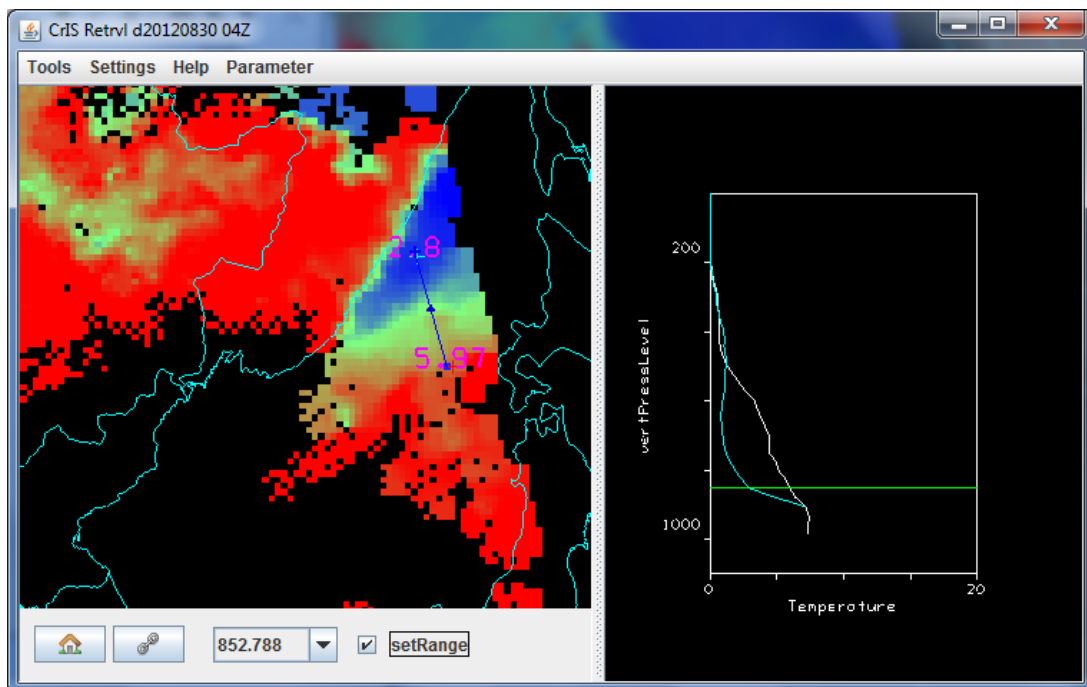 CrIS Retrvl d20120830 04Z
Tools Settings Help Parameter
2.8
5.97
200
vertPressLevel
1000
0
20
Temperature
852.788
setRange